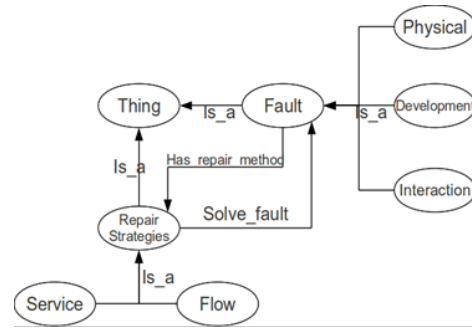 Physical
Thing
Is_a
Fault
Is_a
Development
Has_repair_method
Is_a
Solve_fault
Interaction
Repair
Strategies
Is_a
Service
Flow